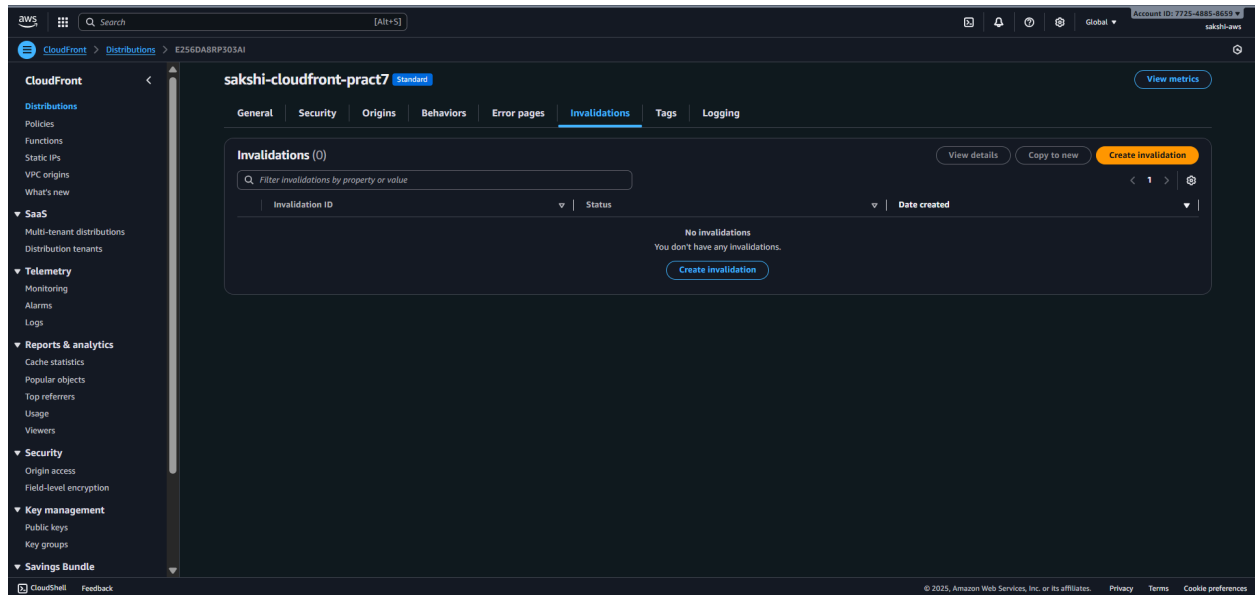 aws
Search
[Alt+S]
Global
Account ID: 7725-4885-8659
sakshi-aws
CloudFront > Distributions > E256DA8RP303AI
CloudFront
Distributions
Policies
Functions
Static IPs
VPC origins
What's new
SaaS
Multi-tenant distributions
Distribution tenants
Telemetry
Monitoring
Alarms
Logs
Reports & analytics
Cache statistics
Popular objects
Top referrers
Usage
Viewers
Security
Origin access
Field-level encryption
Key management
Public keys
Key groups
Savings Bundle
sakshi-cloudfront-pract7 Standard
View metrics
General Security Origins Behaviors Error pages Invalidations Tags Logging
Invalidations (0)
View details Copy to new Create invalidation
Filter invalidations by property or value
1
Invalidation ID Status Date created
No invalidations
You don't have any invalidations.
Create invalidation
CloudShell Feedback
© 2025, Amazon Web Services, Inc. or its affiliates. Privacy Terms Cookie preferences